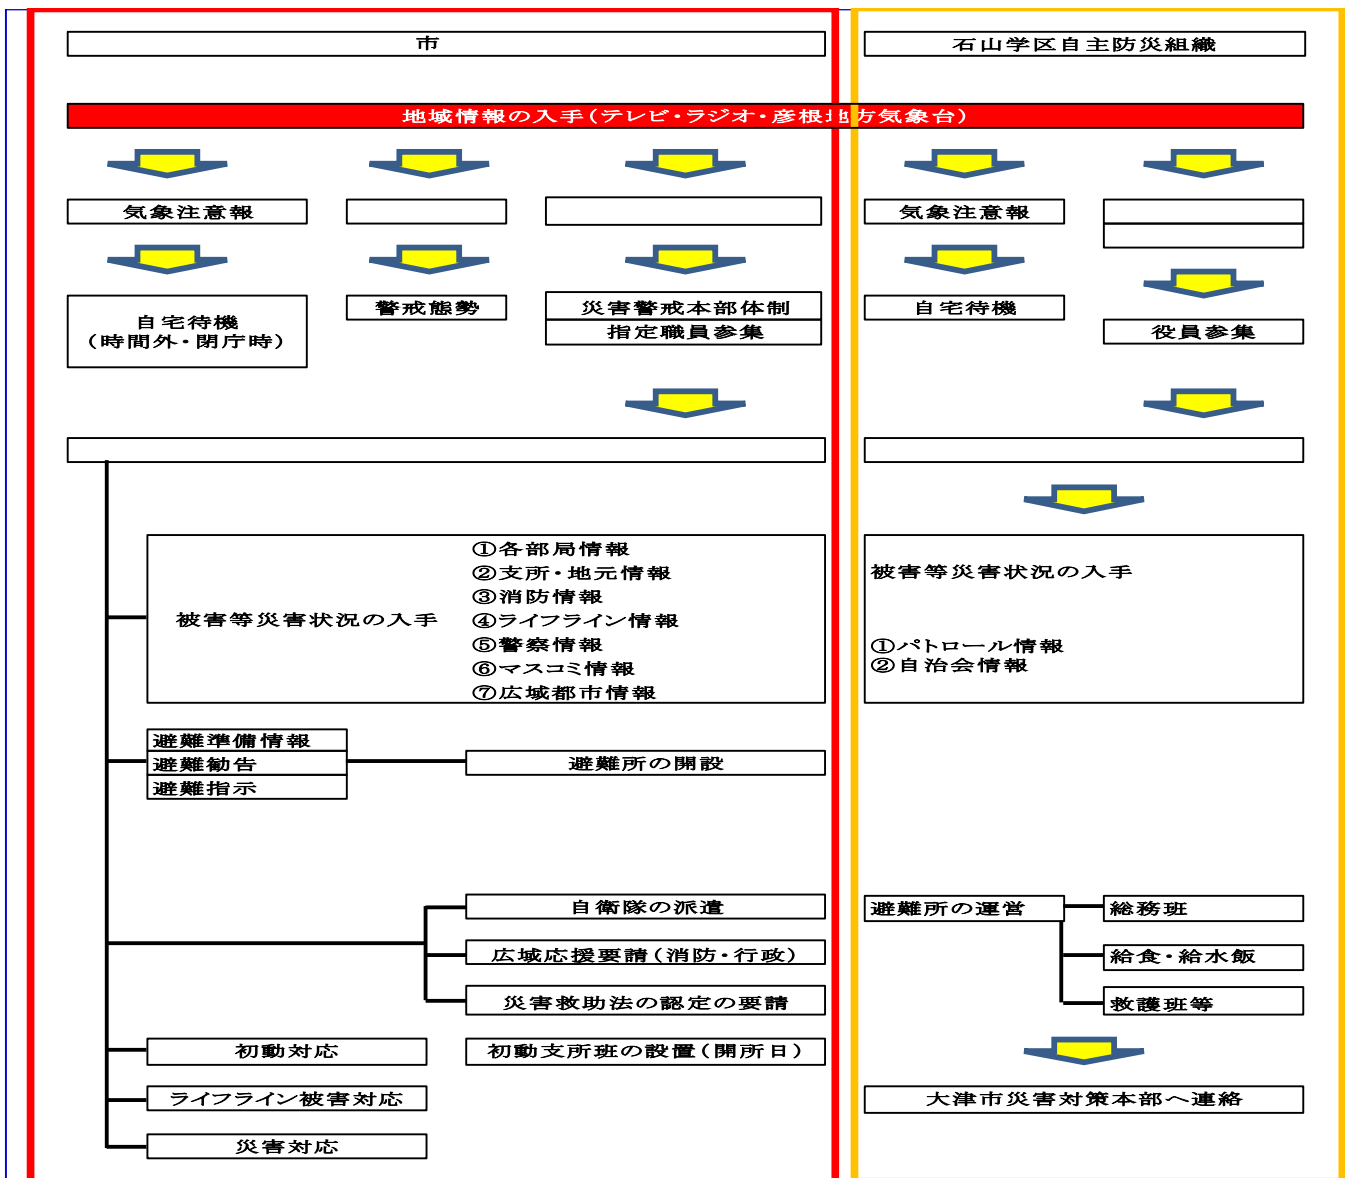 市
石山学区自主防災組織
地域情報の入手(テレビ・ラジオ・彦根地方気象台)
気象注意報
気象注意報
自宅待機
(時間外・閉庁時)
警戒態勢
災害警戒本部体制
指定職員参集
自宅待機
役員参集
被害等災害状況の入手
①各部局情報
②支所・地元情報
③消防情報
④ライフライン情報
⑤警察情報
⑥マスコミ情報
⑦広域都市情報
被害等災害状況の入手
①パトロール情報
②自治会情報
避難準備情報
避難勧告
避難指示
避難所の開設
自衛隊の派遣
広域応援要請(消防・行政)
災害救助法の認定の要請
避難所の運営
総務班
給食・給水飯
救護班等
初動対応
初動支所班の設置(開所日)
ライフライン被害対応
災害対応
大津市災害対策本部へ連絡